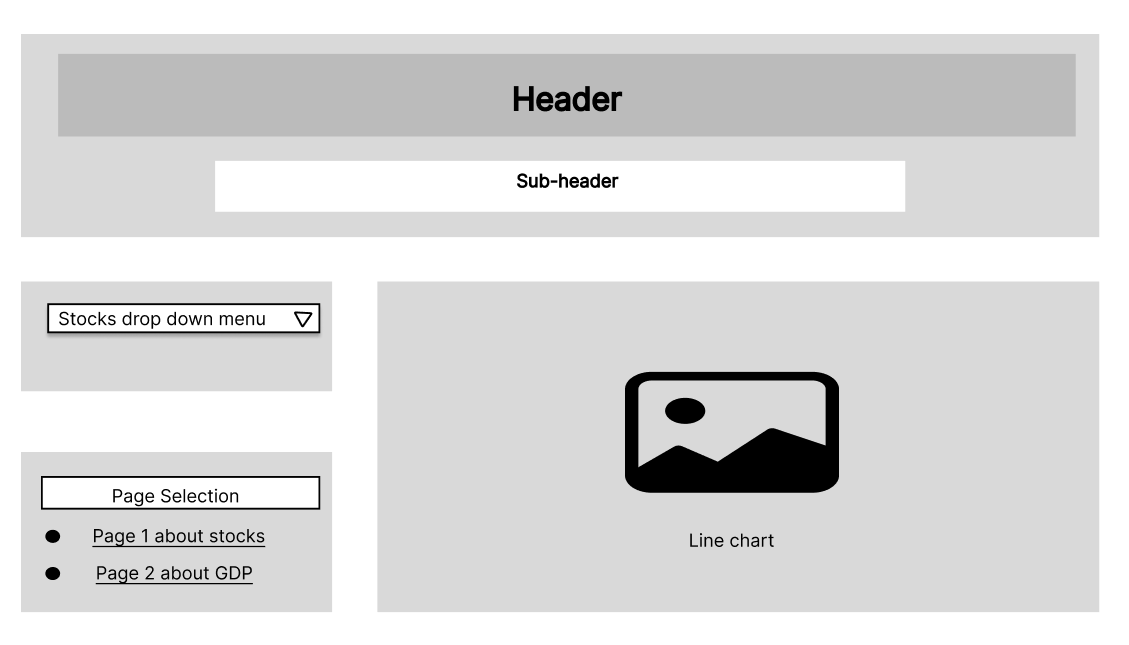 Header
Sub-header
Stocks drop down menu
Page Selection
Page 1 about stocks
Page 2 about GDP
Line chart